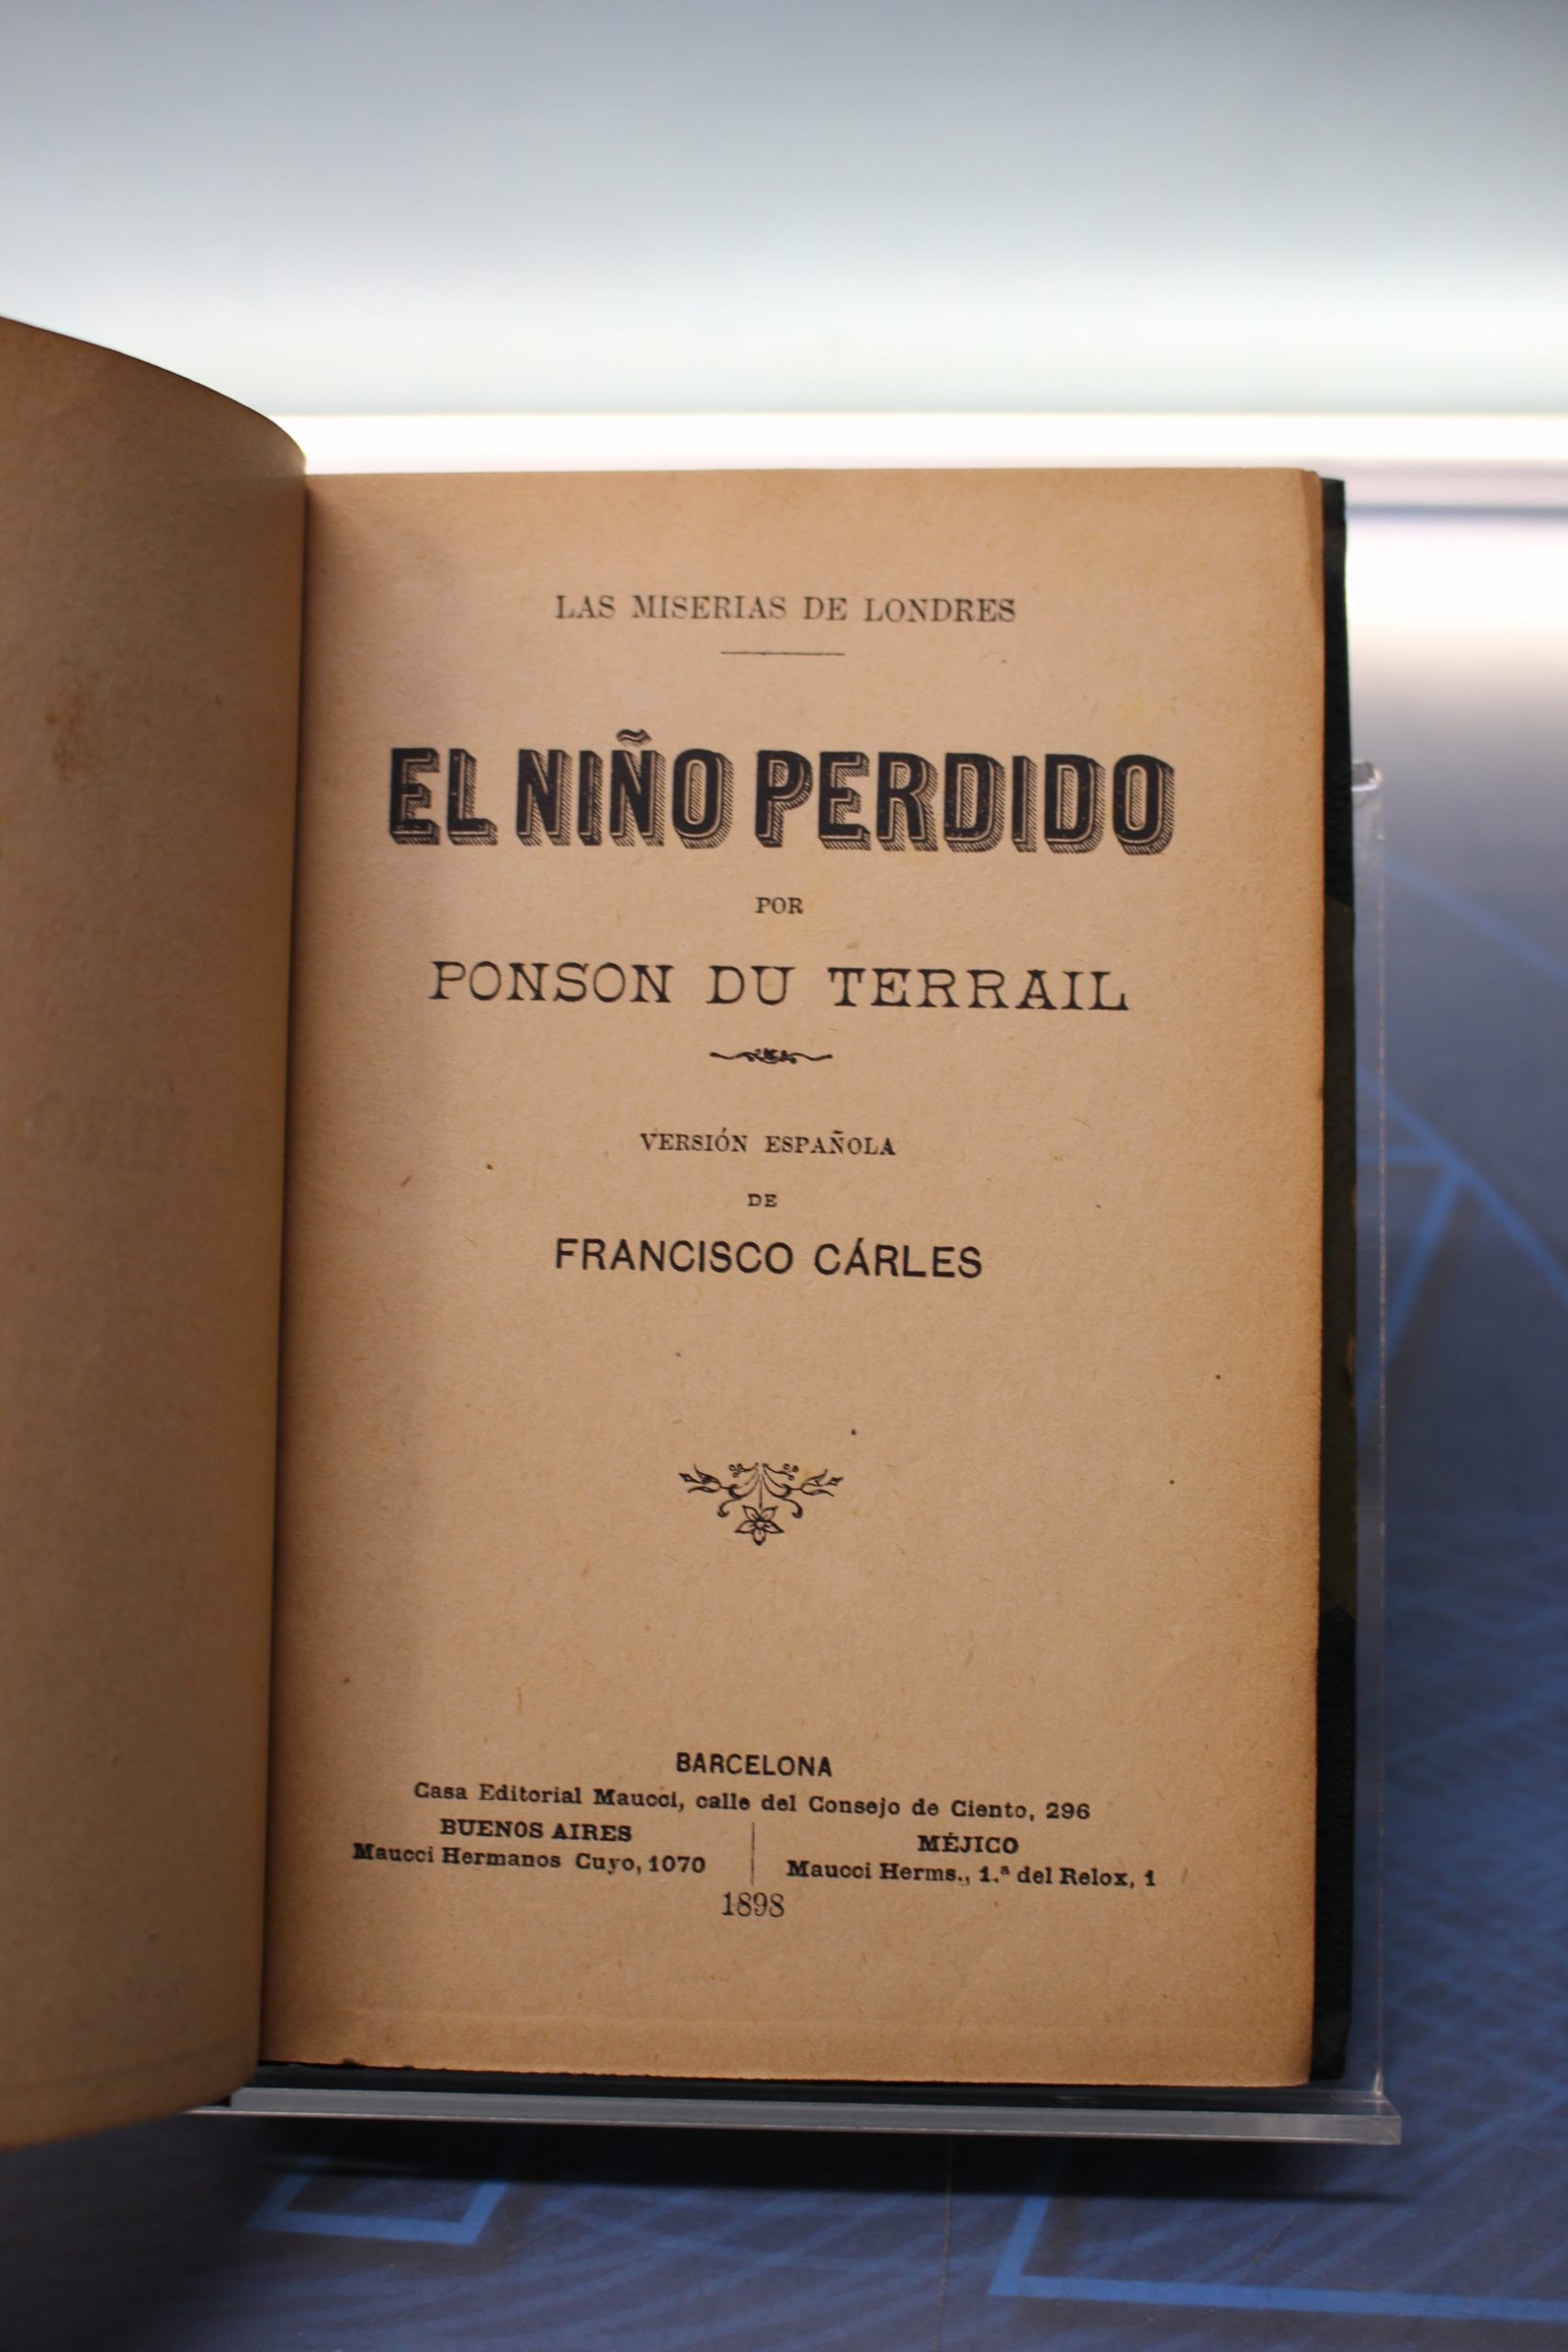 LAS MISERIAS DE LONDRES
EL NIÑO PERDIDO
POR
PONSON DU TERRAIL
VERSIÓN ESPAÑOLA
DE
FRANCISCO CÁRLES
BARCELONA
Casa Editorial Maucci, calle del Consejo de Ciento, 296
BUENOS AIRES
Maucci Hermanos Cuyo, 1070
MÉJICO
Maucci Herms., 1.ª del Relox, 1
1898